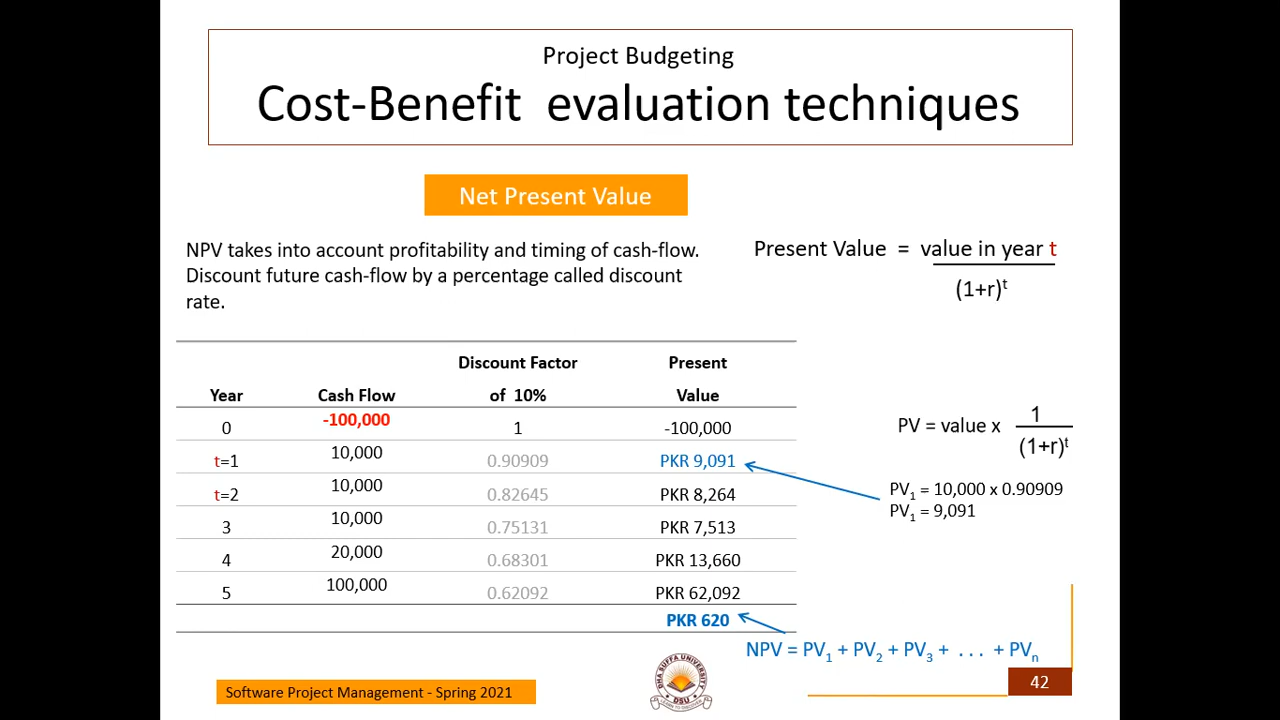 Project Budgeting
Cost-Benefit evaluation techniques
Net Present Value
NPV takes into account profitability and timing of cash-flow.
Discount future cash-flow by a percentage called discount
rate.
Present Value = value in year t
(1+r)^t
Year Cash Flow Discount Factor of 10% Present Value
0 -100,000 1 -100,000
t=1 10,000 0.90909 PKR 9,091
t=2 10,000 0.82645 PKR 8,264
3 10,000 0.75131 PKR 7,513
4 20,000 0.68301 PKR 13,660
5 100,000 0.62092 PKR 62,092
PKR 620
PV = value x 1
(1+r)^t
PV₁ = 10,000 x 0.90909
PV₁ = 9,091
NPV = PV₁ + PV₂ + PV₃ + . . . + PVₙ
Software Project Management - Spring 2021
DHA SUFFA UNIVERSITY
DSU
42